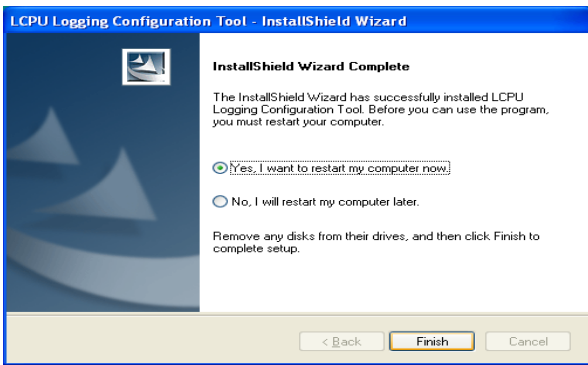 LCPU Logging Configuration Tool - InstallShield Wizard
InstallShield Wizard Complete
The InstallShield Wizard has successfully installed LCPU
Logging Configuration Tool. Before you can use the program,
you must restart your computer.
Yes, I want to restart my computer now.
No, I will restart my computer later.
Remove any disks from their drives, and then click Finish to
complete setup.
< Back Finish Cancel